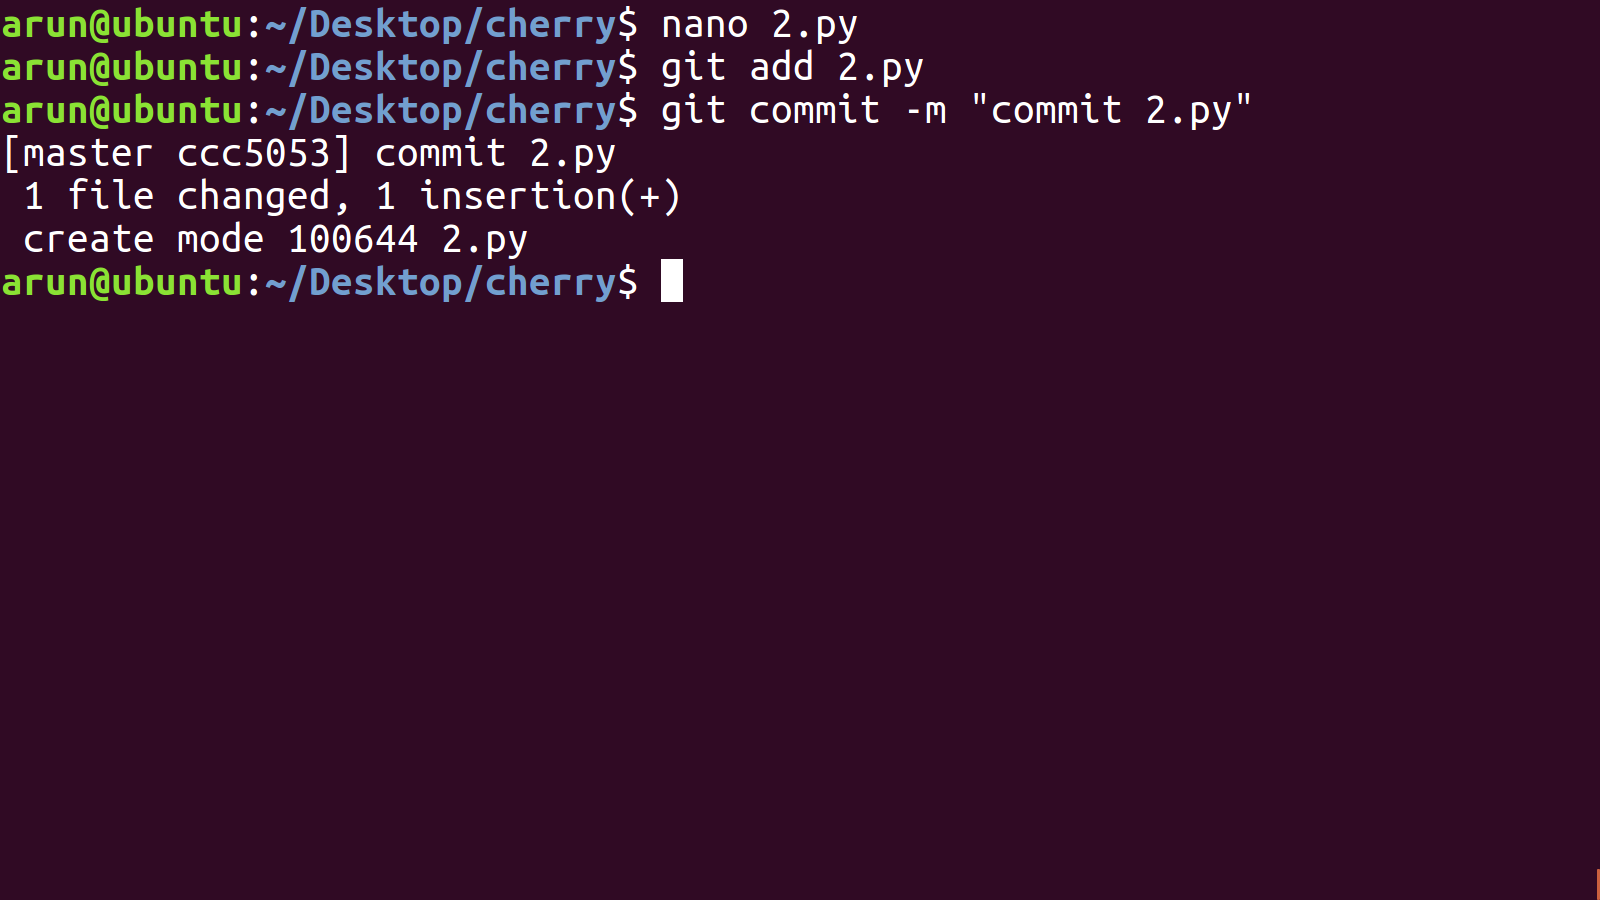 arun@ubuntu:~/Desktop/cherry$ nano 2.py
arun@ubuntu:~/Desktop/cherry$ git add 2.py
arun@ubuntu:~/Desktop/cherry$ git commit -m "commit 2.py"
[master ccc5053] commit 2.py
 1 file changed, 1 insertion(+)
 create mode 100644 2.py
arun@ubuntu:~/Desktop/cherry$